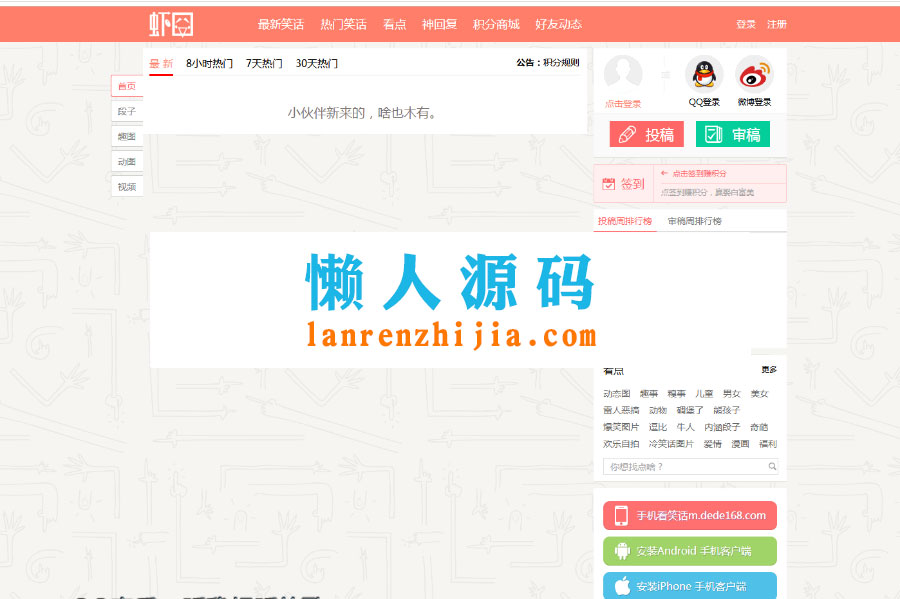 虾囧
最新笑话 热门笑话 看点 神回复 积分商城 好友动态 登录 注册
最 新 8小时热门 7天热门 30天热门 公告：积分规则
小伙伴新来的，啥也木有。
首页
段子
趣图
动图
视频
点击登录 QQ登录 微博登录
投稿 审稿
签到
点击签到赚积分
点签到赚积分，赢娶白富美
投稿周排行榜 审稿周排行榜
懒人源码
lanrenzhijia.com
看点 更多
动态图 趣事 糗事 儿童 男女 美女
雷人恶搞 动物 碉堡了 熊孩子
爆笑图片 逗比 牛人 内涵段子 奇葩
欢乐自拍 冷笑话图片 爱情 漫画 福利
你想找点啥？
手机看笑话m.dede168.com
安装Android 手机客户端
安装iPhone 手机客户端